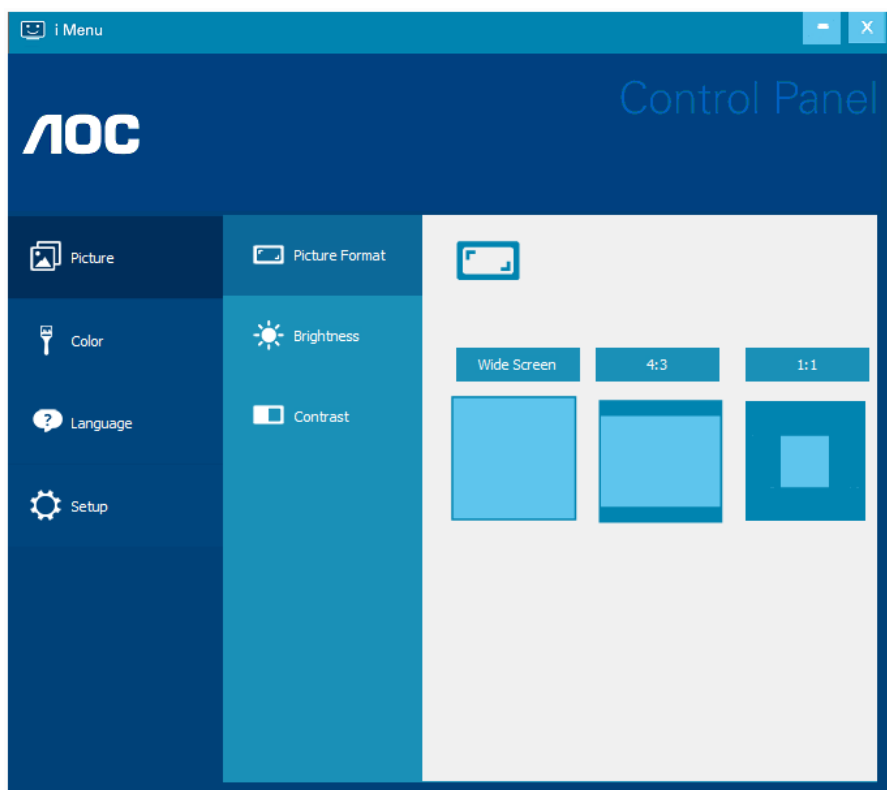 i Menu
- X
Control Panel
AOC
Picture
Color
Language
Setup
Picture Format
Brightness
Contrast
Wide Screen 4:3 1:1